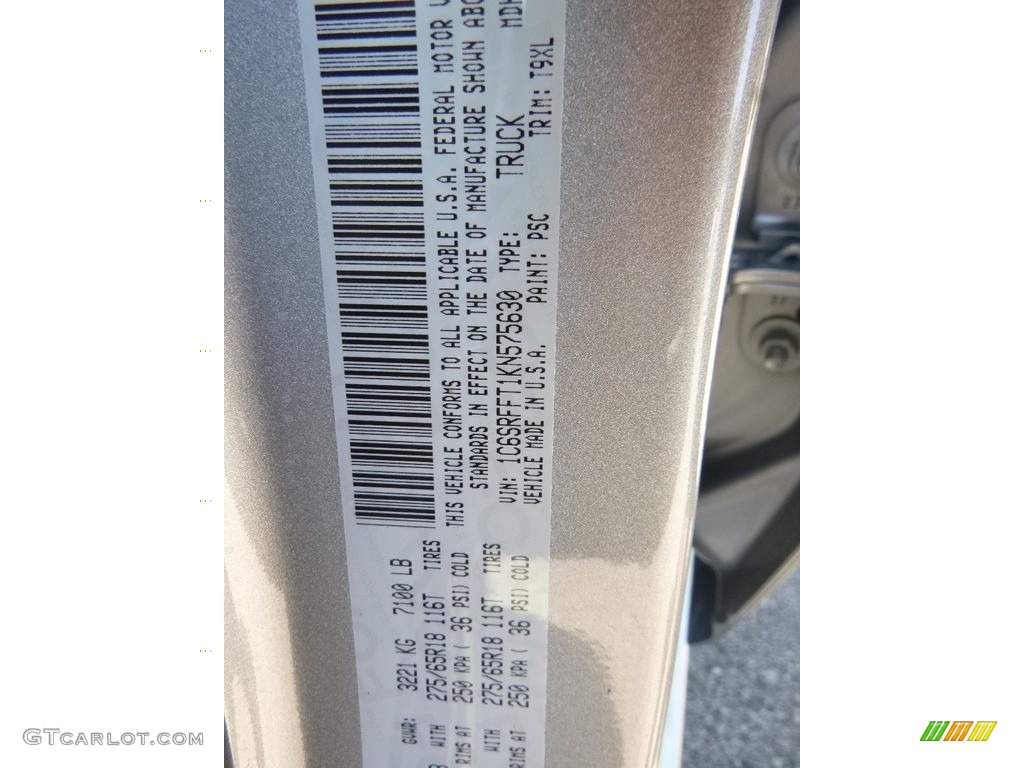 GVWR: 3221 KG 7100 LB
WITH 275/65R18 116T TIRES
RIMS AT 250 KPA ( 36 PSI) COLD
WITH 275/65R18 116T TIRES
RIMS AT 250 KPA ( 36 PSI) COLD
THIS VEHICLE CONFORMS TO ALL APPLICABLE U.S.A. FEDERAL MOTOR V
STANDARDS IN EFFECT ON THE DATE OF MANUFACTURE SHOWN ABO
VIN: 1C6SRFFT1KN575630 TYPE: TRUCK MDH
VEHICLE MADE IN U.S.A. PAINT: PSC TRIM: T9XL
GTCARLOT.COM